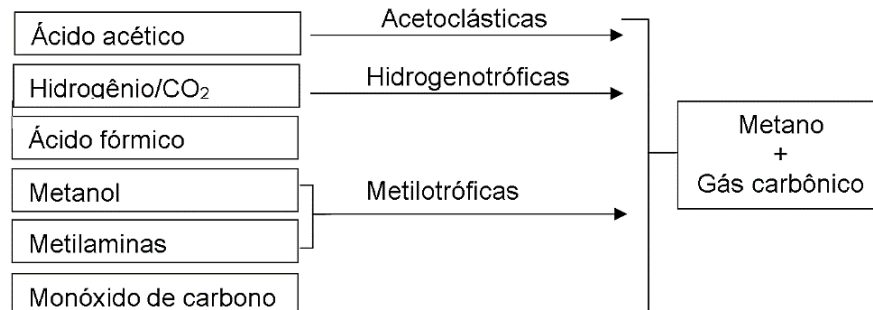 Ácido acético
Acetoclásticas
Hidrogênio/CO₂
Hidrogenotróficas
Ácido fórmico
Metanol
Metilaminas
Metilotróficas
Monóxido de carbono
Metano
+
Gás carbônico